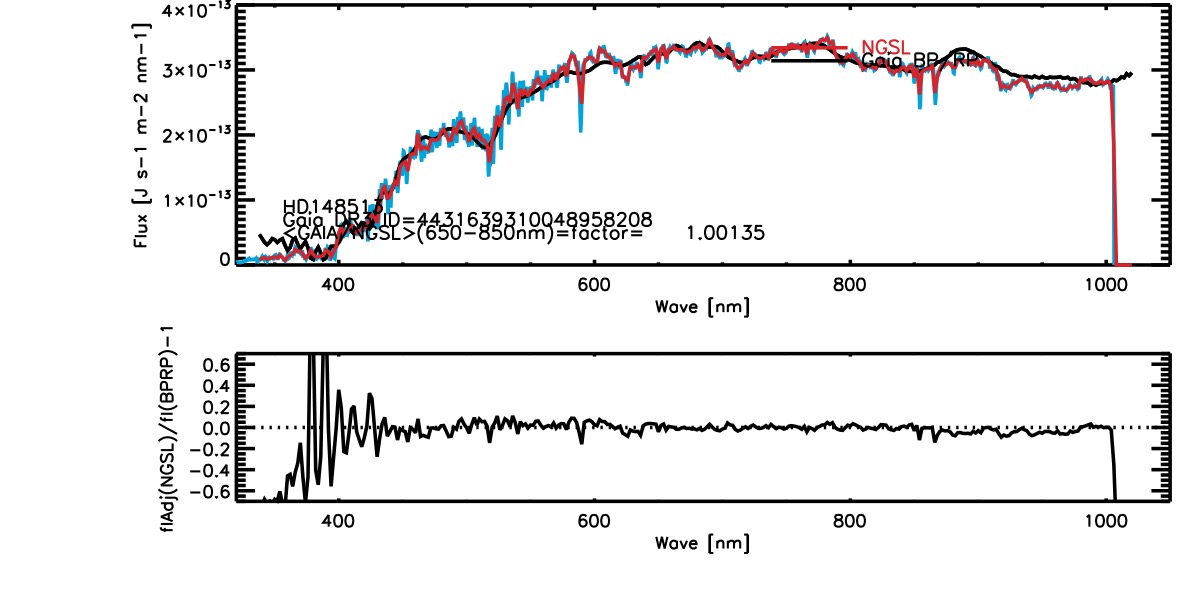 4×10−13
3×10−13
2×10−13
1×10−13
0
Flux [J s−1 m−2 nm−1]
NGSL
Gaia BP RP
HD148513
Gaia DR3 ID=4431639310048958208
<GAIA/NGSL>(650−850nm)=factor= 1.00135
400 600 800 1000
Wave [nm]
0.6
0.4
0.2
0.0
−0.2
−0.4
−0.6
flAdj(NGSL)/fl(BPRP)−1
400 600 800 1000
Wave [nm]